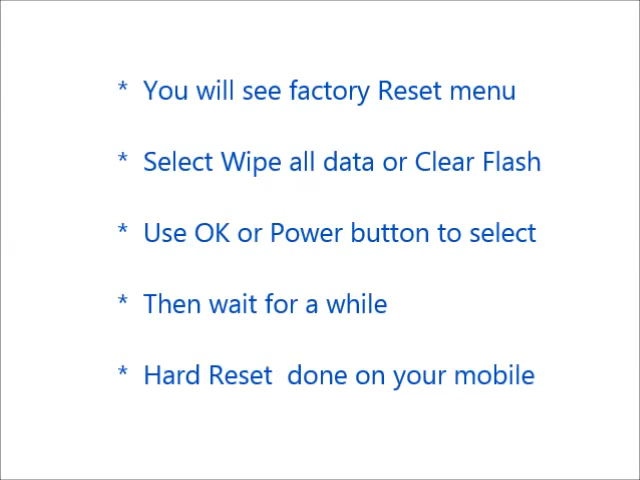 * You will see factory Reset menu
* Select Wipe all data or Clear Flash
* Use OK or Power button to select
* Then wait for a while
* Hard Reset  done on your mobile